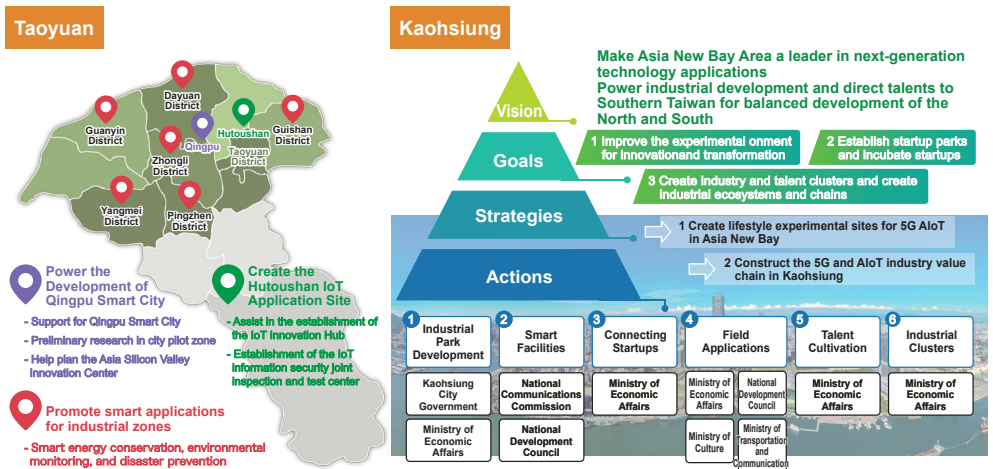 Taoyuan
Dayuan
District
Guanyin
District
Hutoushan
Guishan
District
Qingpu
Taoyuan
District
Zhongli
District
Yangmei
District
Pingzhen
District
Power the
Development of
Qingpu Smart City
- Support for Qingpu Smart City
- Preliminary research in city pilot zone
- Help plan the Asia Silicon Valley
Innovation Center
Create the
Hutoushan IoT
Application Site
- Assist in the establishment of
the IoT Innovation Hub
- Establishment of the IoT
Information security joint
Inspection and test center
Promote smart applications
for industrial zones
- Smart energy conservation, environmental
monitoring, and disaster prevention
Kaohsiung
Vision
Make Asia New Bay Area a leader in next-generation
technology applications
Power industrial development and direct talents to
Southern Taiwan for balanced development of the
North and South
Goals
1 Improve the experimental onment
for innovationand transformation
2 Establish startup parks
and incubate startups
3 Create industry and talent clusters and create
industrial ecosystems and chains
Strategies
1 Create lifestyle experimental sites for 5G AIoT
in Asia New Bay
2 Construct the 5G and AIoT industry value
chain in Kaohsiung
Actions
1
Industrial
Park
Development
Kaohsiung
City
Government
Ministry of
Economic
Affairs
2
Smart
Facilities
National
Communications
Commission
National
Development
Council
3
Connecting
Startups
Ministry of
Economic
Affairs
4
Field
Applications
Ministry of
Economic
Affairs
National
Development
Council
Ministry of
Culture
Ministry of
Transportation
and
Communication
5
Talent
Cultivation
Ministry of
Economic
Affairs
6
Industrial
Clusters
Ministry of
Economic
Affairs